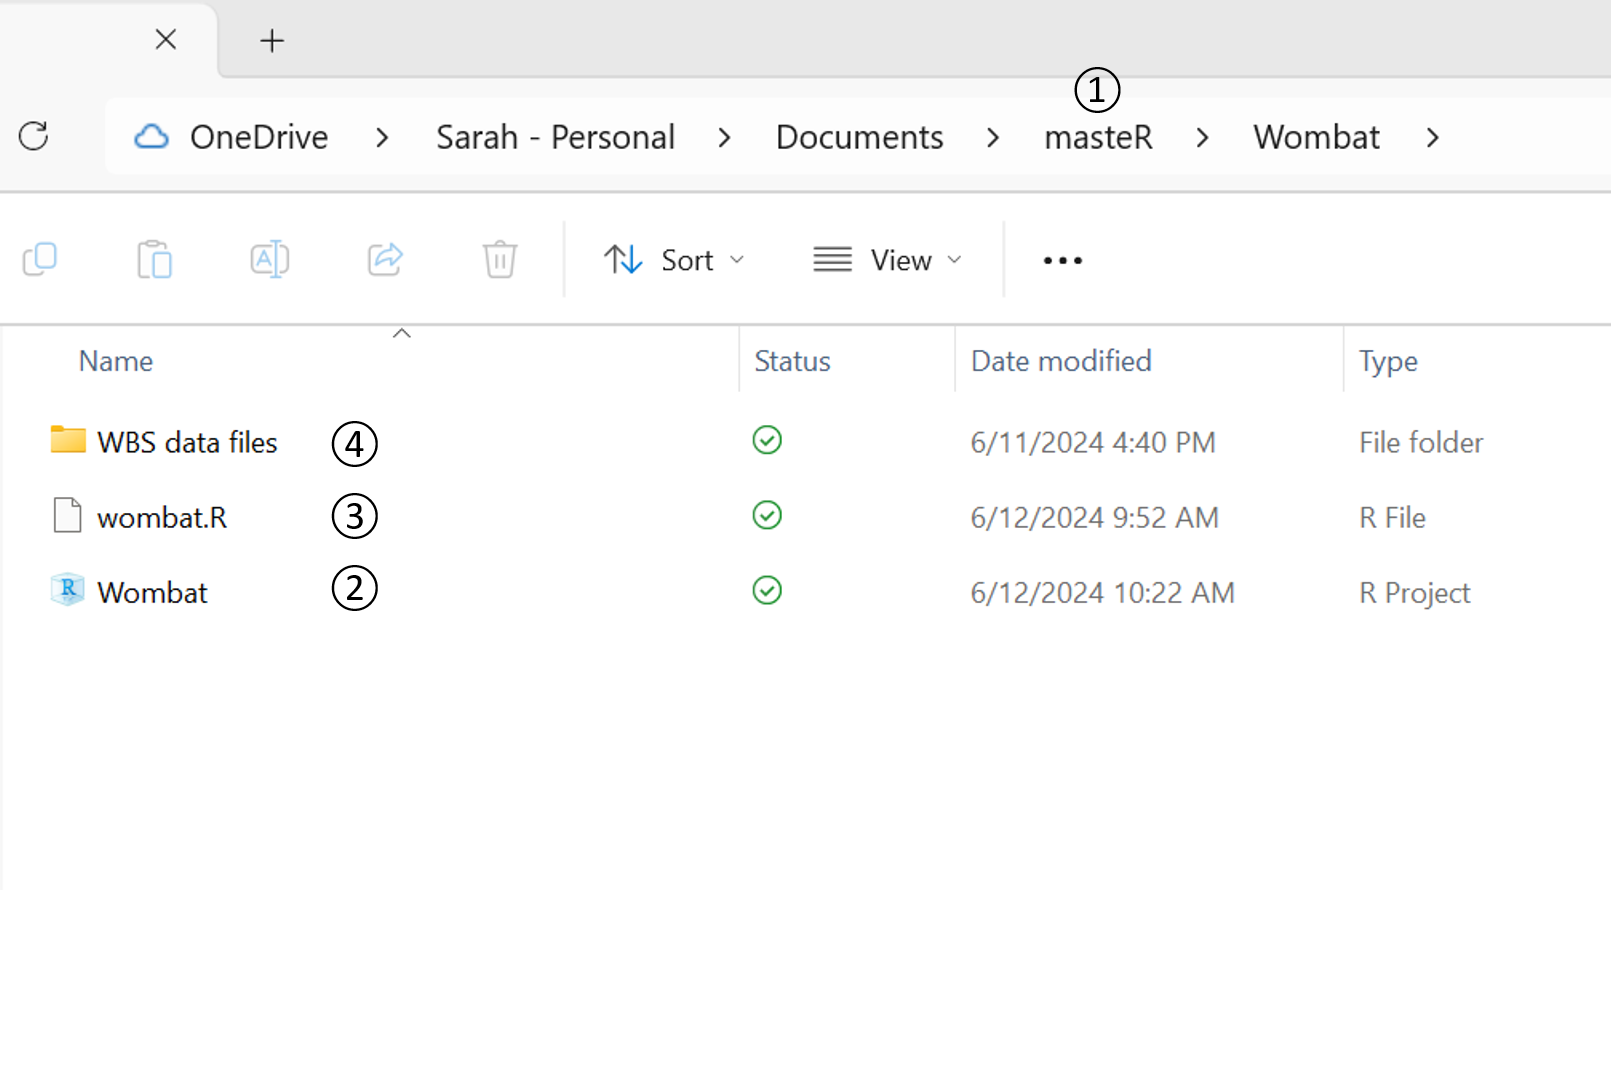 ①
OneDrive > Sarah - Personal > Documents > masteR > Wombat >
Sort View
Name Status Date modified Type
WBS data files ④ 6/11/2024 4:40 PM File folder
wombat.R ③ 6/12/2024 9:52 AM R File
Wombat ② 6/12/2024 10:22 AM R Project